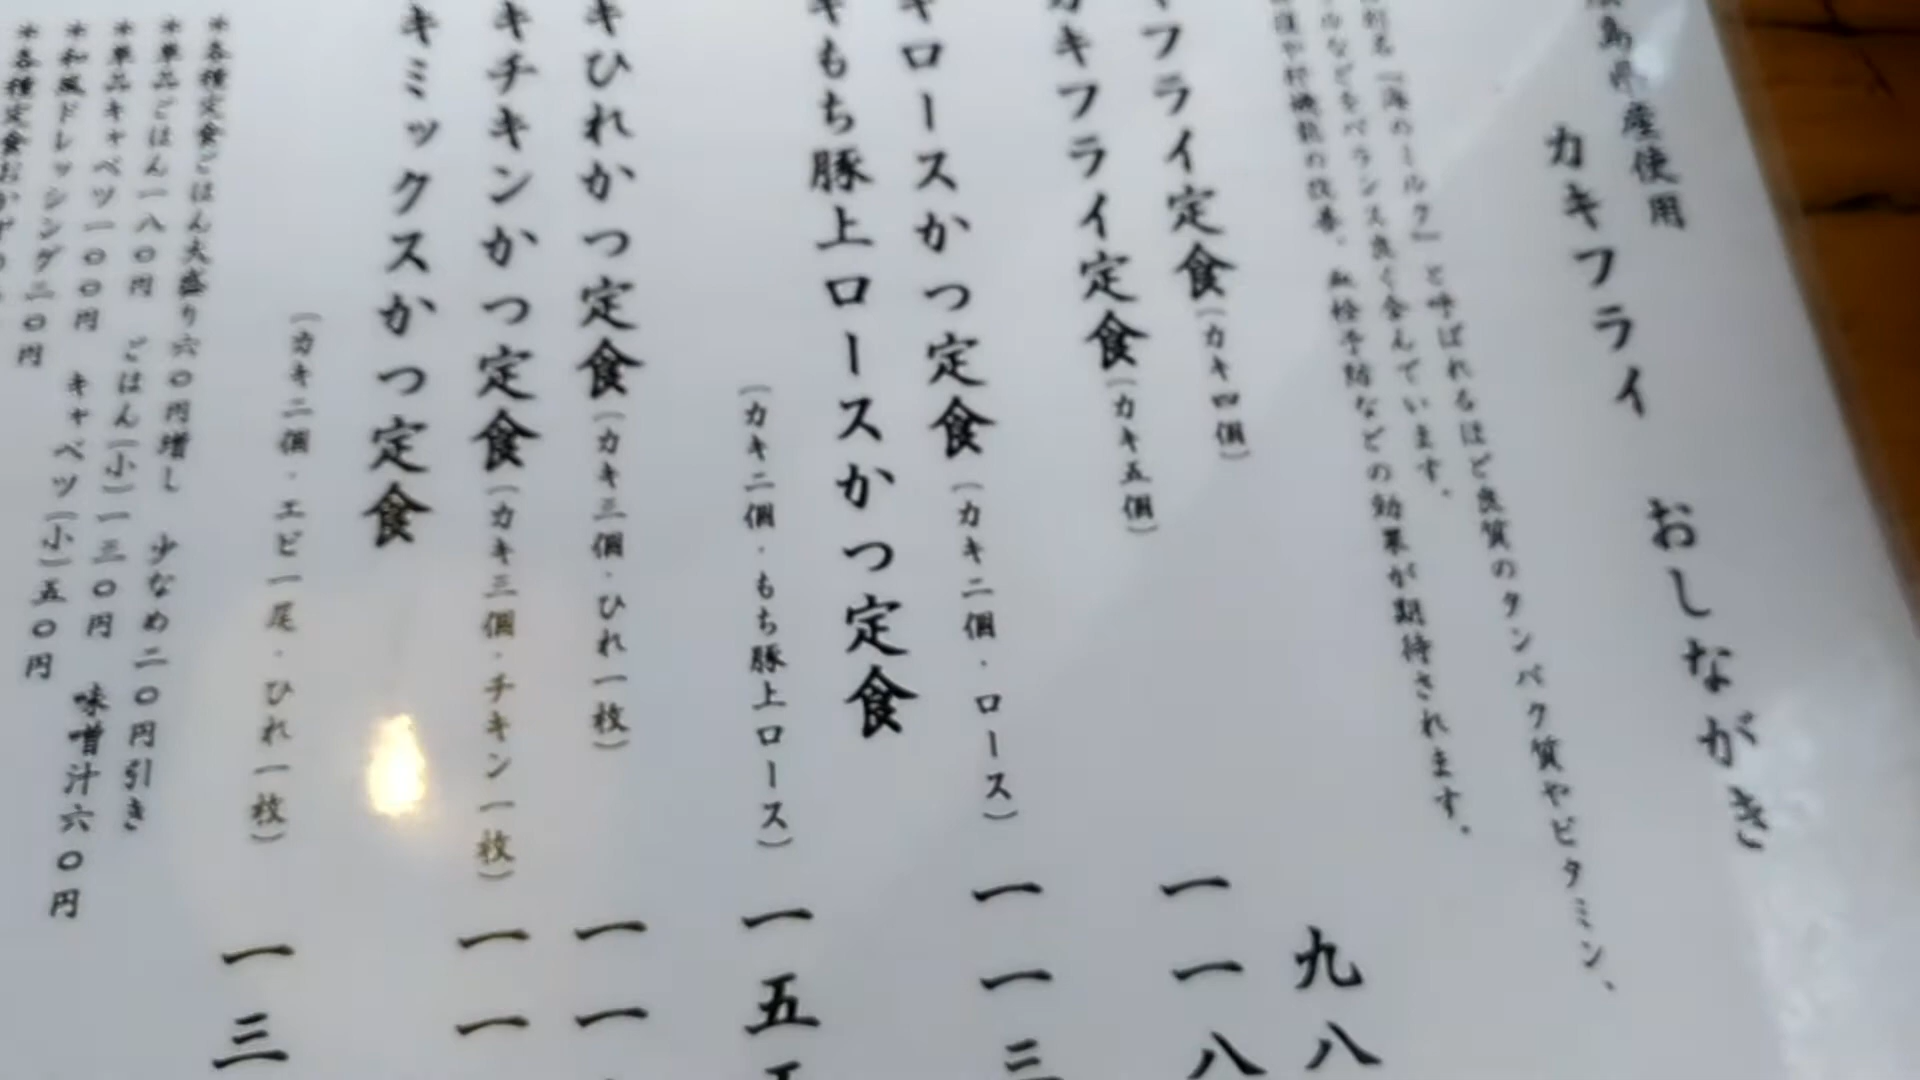 島県産使用
カキフライ おしながき
別名『海のミルク』と呼ばれるほど良質のタンパク質やビタミン、
ルなどをバランス良く含んでいます。
の改善、血栓予防などの効果が期待されます。
フライ定食(カキ四個) 九八
カキフライ定食(カキ五個) 一一八
キロースかつ定食(カキ二個・ロース) 一一三
キもち豚上ロースかつ定食
(カキ二個・もち豚上ロース) 一五
キひれかつ定食(カキ三個・ひれ一枚) 一一
キチキンかつ定食(カキ三個・チキン一枚) 一一
キミックスかつ定食
(カキ二個・エビ一尾・ひれ一枚) 一三
*各種定食ごはん大盛り六〇円増し 少なめ二〇円引き
*単品ごはん一八〇円 ごはん(小)一三〇円 味噌汁六〇円
*単品キャベツ一〇〇円 キャベツ(小)五〇円
*和風ドレッシング二〇円
*各種定食おかず